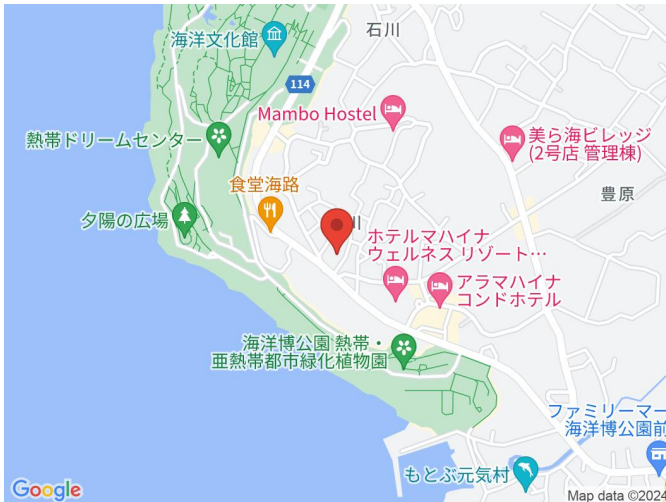 石川
海洋文化館
114
Mambo Hostel
熱帯ドリームセンター
美ら海ビレッジ
(2号店 管理棟)
食堂海路
豊原
夕陽の広場
川
ホテルマハイナ
ウェルネス リゾート…
アラマハイナ
コンドホテル
海洋博公園 熱帯・
亜熱帯都市緑化植物園
ファミリーマー
海洋博公園前
もとぶ元気村
Google
Map data ©2024